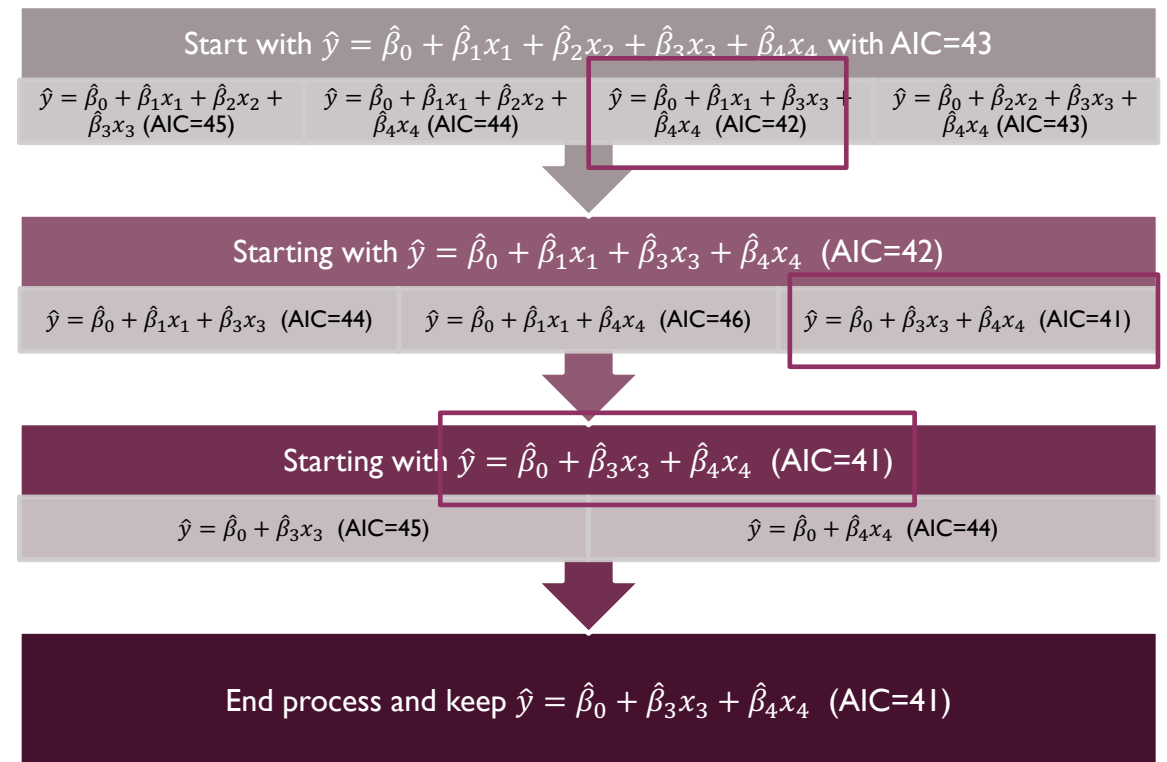 Start with ŷ = β̂₀ + β̂₁x₁ + β̂₂x₂ + β̂₃x₃ + β̂₄x₄ with AIC=43
ŷ = β̂₀ + β̂₁x₁ + β̂₂x₂ +
β̂₃x₃ (AIC=45)
ŷ = β̂₀ + β̂₁x₁ + β̂₂x₂ +
β̂₄x₄ (AIC=44)
ŷ = β̂₀ + β̂₁x₁ + β̂₃x₃ +
β̂₄x₄ (AIC=42)
ŷ = β̂₀ + β̂₂x₂ + β̂₃x₃ +
β̂₄x₄ (AIC=43)
Starting with ŷ = β̂₀ + β̂₁x₁ + β̂₃x₃ + β̂₄x₄ (AIC=42)
ŷ = β̂₀ + β̂₁x₁ + β̂₃x₃ (AIC=44)
ŷ = β̂₀ + β̂₁x₁ + β̂₄x₄ (AIC=46)
ŷ = β̂₀ + β̂₃x₃ + β̂₄x₄ (AIC=41)
Starting with ŷ = β̂₀ + β̂₃x₃ + β̂₄x₄ (AIC=41)
ŷ = β̂₀ + β̂₃x₃ (AIC=45)
ŷ = β̂₀ + β̂₄x₄ (AIC=44)
End process and keep ŷ = β̂₀ + β̂₃x₃ + β̂₄x₄ (AIC=41)